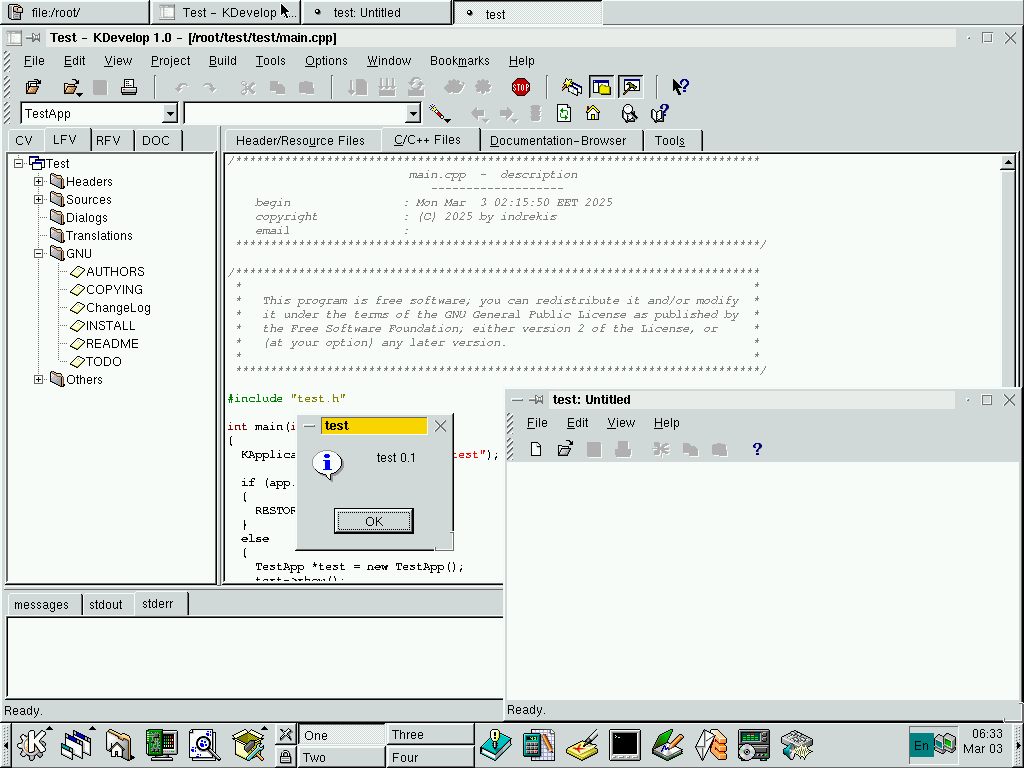 file:/root/
Test - KDevelop ...
test: Untitled
test
Test - KDevelop 1.0 - [/root/test/test/main.cpp]
File Edit View Project Build Tools Options Window Bookmarks Help
STOP
TestApp
CV LFV RFV DOC
Header/Resource Files C/C++ Files Documentation-Browser Tools
Test
Headers
Sources
Dialogs
Translations
GNU
AUTHORS
COPYING
ChangeLog
INSTALL
README
TODO
Others
/***************************************************************************
main.cpp - description
-------------------
begin : Mon Mar 3 02:15:50 EET 2025
copyright : (C) 2025 by indrekis
email :
***************************************************************************/
/***************************************************************************
* *
* This program is free software; you can redistribute it and/or modify *
* it under the terms of the GNU General Public License as published by *
* the Free Software Foundation; either version 2 of the License, or *
* (at your option) any later version. *
* *
***************************************************************************/
#include "test.h"
int main(i
{
KApplica
est");
if (app.
{
RESTOR
}
else
{
TestApp *test = new TestApp();
test->show();
test
test 0.1
OK
test: Untitled
File Edit View Help
?
Ready.
messages stdout stderr
Ready.
One
Two
Three
Four
En
06:33
Mar 03